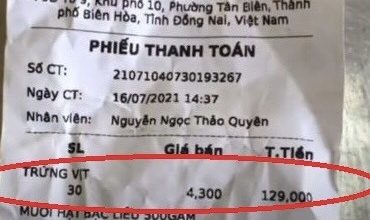 Khu phố 10, Phường Tân Biên, Thành
phố Biên Hòa, Tỉnh Đồng Nai, Việt Nam
PHIẾU THANH TOÁN
Số CT: 21071040730193267
Ngày CT: 16/07/2021 14:37
Nhân viên: Nguyễn Ngọc Thảo Quyên
SL Giá bán T.Tiền
TRỨNG VỊT
30 4,300 129,000
MUỐI HẠT BẠC LIÊU 500GAM